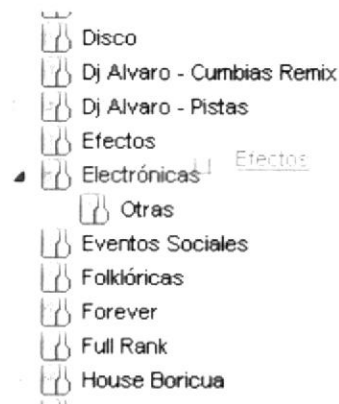 Disco
Dj Alvaro - Cumbias Remix
Dj Alvaro - Pistas
Efectos
Electrónicas
Efectos
Otras
Eventos Sociales
Folklóricas
Forever
Full Rank
House Boricua